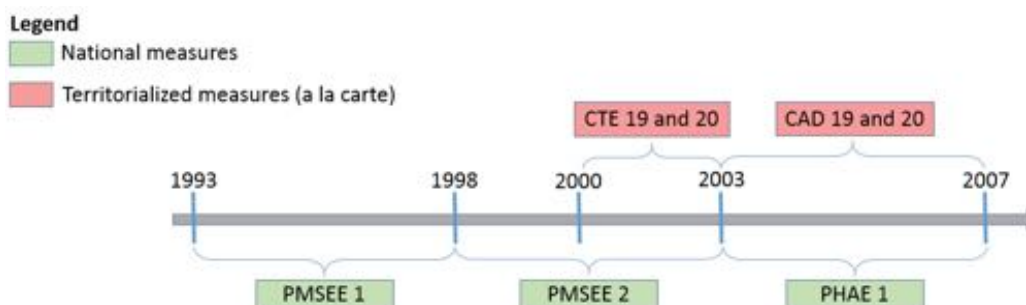 Legend
National measures
Territorialized measures (a la carte)
CTE 19 and 20 CAD 19 and 20
1993 1998 2000 2003 2007
PMSEE 1 PMSEE 2 PHAE 1